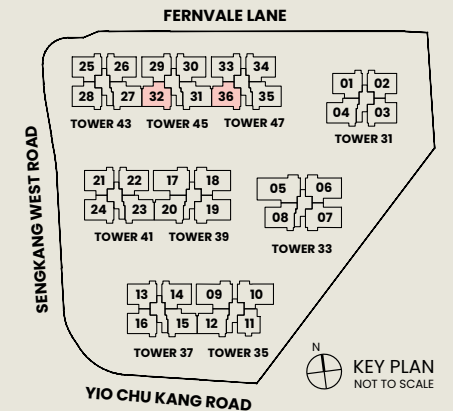 FERNVALE LANE
25 26 29 30 33 34
28 27 32 31 36 35
TOWER 43 TOWER 45 TOWER 47
01 02
04 03
TOWER 31
SENGKANG WEST ROAD
21 22 17 18
24 23 20 19
TOWER 41 TOWER 39
05 06
08 07
TOWER 33
13 14 09 10
16 15 12 11
TOWER 37 TOWER 35
N
KEY PLAN
NOT TO SCALE
YIO CHU KANG ROAD